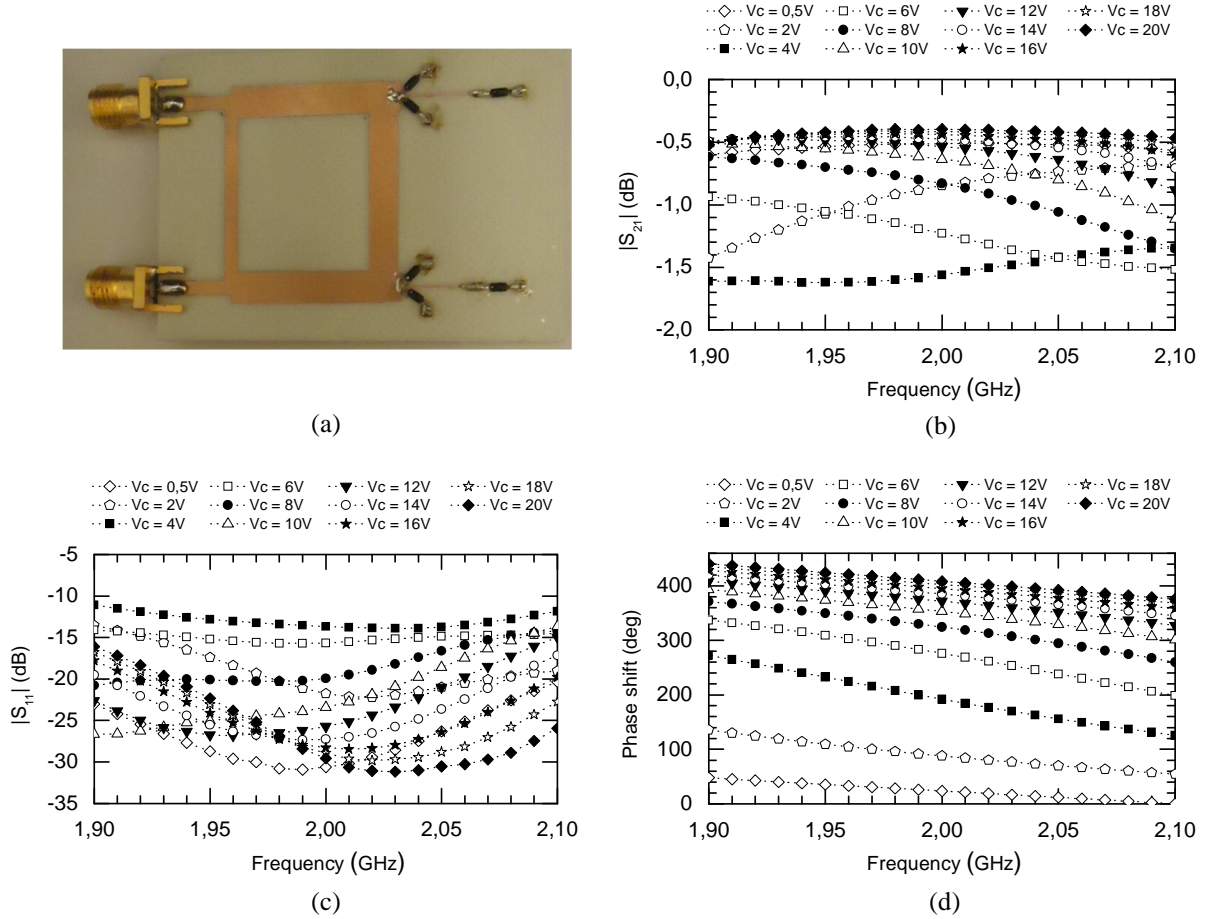 Vc = 0,5V Vc = 6V Vc = 12V Vc = 18V
Vc = 2V Vc = 8V Vc = 14V Vc = 20V
Vc = 4V Vc = 10V Vc = 16V
0,0
-0,5
-1,0
-1,5
-2,0
|S21| (dB)
1,90 1,95 2,00 2,05 2,10
Frequency (GHz)
(a)
(b)
Vc = 0,5V Vc = 6V Vc = 12V Vc = 18V
Vc = 2V Vc = 8V Vc = 14V Vc = 20V
Vc = 4V Vc = 10V Vc = 16V
-5
-10
-15
-20
-25
-30
-35
|S11| (dB)
1,90 1,95 2,00 2,05 2,10
Frequency (GHz)
(c)
Vc = 0,5V Vc = 6V Vc = 12V Vc = 18V
Vc = 2V Vc = 8V Vc = 14V Vc = 20V
Vc = 4V Vc = 10V Vc = 16V
400
300
200
100
0
Phase shift (deg)
1,90 1,95 2,00 2,05 2,10
Frequency (GHz)
(d)